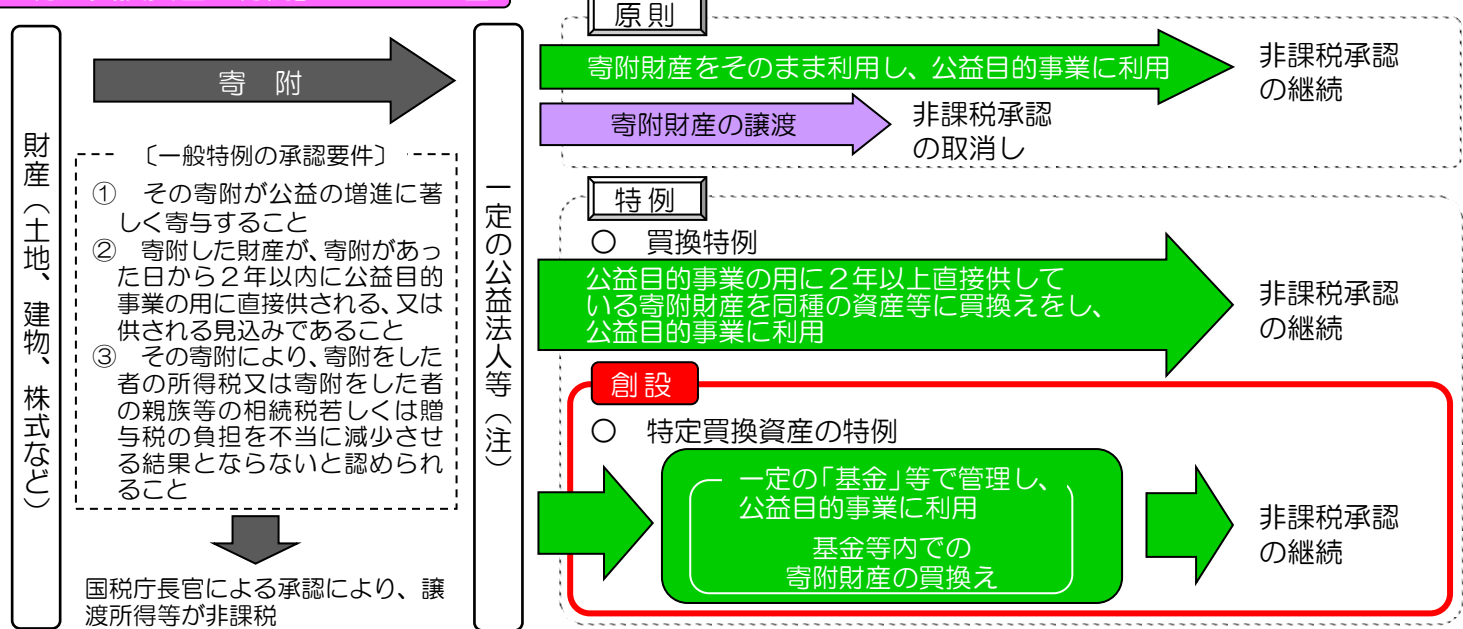 財産（土地、建物、株式など）
寄 附
〔一般特例の承認要件〕
① その寄附が公益の増進に著
しく寄与すること
② 寄附した財産が、寄附があっ
た日から２年以内に公益目的
事業の用に直接供される、又は
供される見込みであること
③ その寄附により、寄附をした
者の所得税又は寄附をした者
の親族等の相続税若しくは贈
与税の負担を不当に減少させ
る結果とならないと認められ
ること
国税庁長官による承認により、譲
渡所得等が非課税
一定の公益法人等（注）
原則
寄附財産をそのまま利用し、公益目的事業に利用
非課税承認
の継続
寄附財産の譲渡
非課税承認
の取消し
特例
○ 買換特例
公益目的事業の用に２年以上直接供して
いる寄附財産を同種の資産等に買換えをし、
公益目的事業に利用
非課税承認
の継続
創設
○ 特定買換資産の特例
一定の「基金」等で管理し、
公益目的事業に利用
基金等内での
寄附財産の買換え
非課税承認
の継続